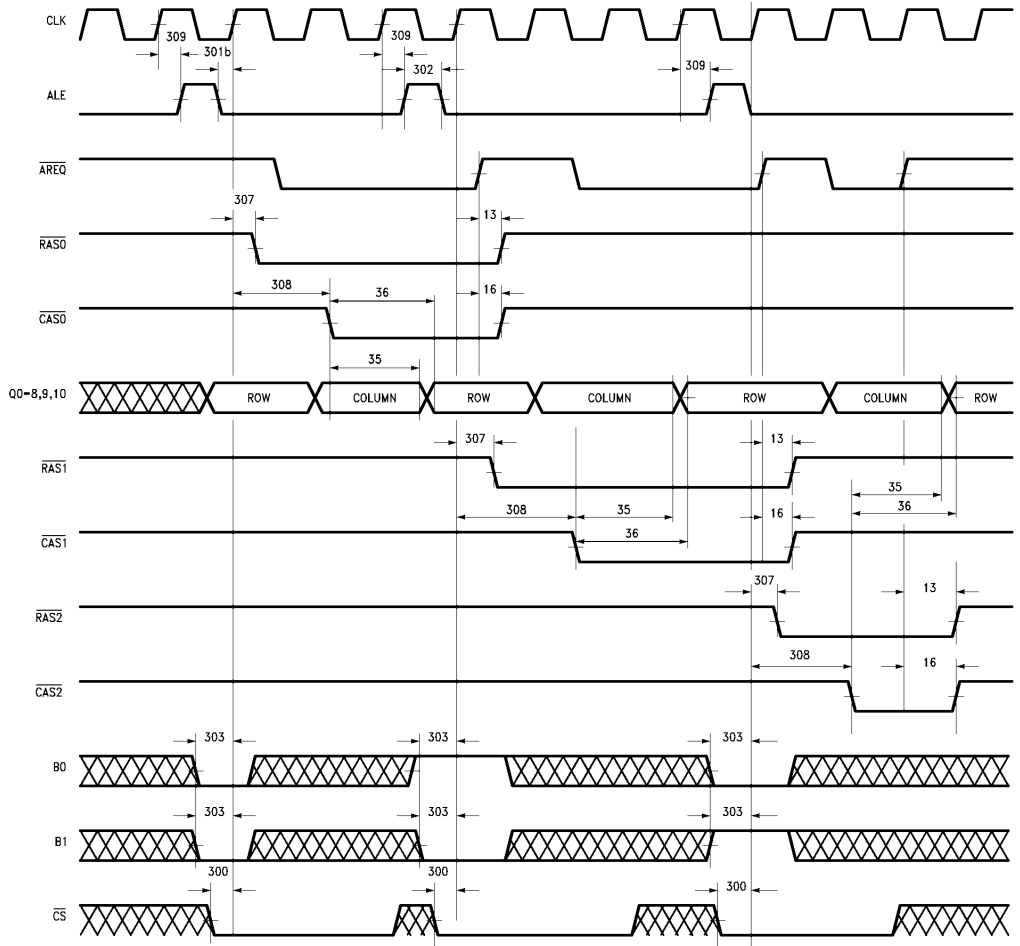 CLK
309
301b
309
302
309
ALE
AREQ
307
13
RAS0
308
36
16
CAS0
35
Q0-8,9,10
ROW
COLUMN
ROW
COLUMN
ROW
COLUMN
ROW
307
13
RAS1
35
308
35
16
36
36
CAS1
307
13
RAS2
308
16
CAS2
303
303
303
B0
303
303
303
B1
300
300
300
CS